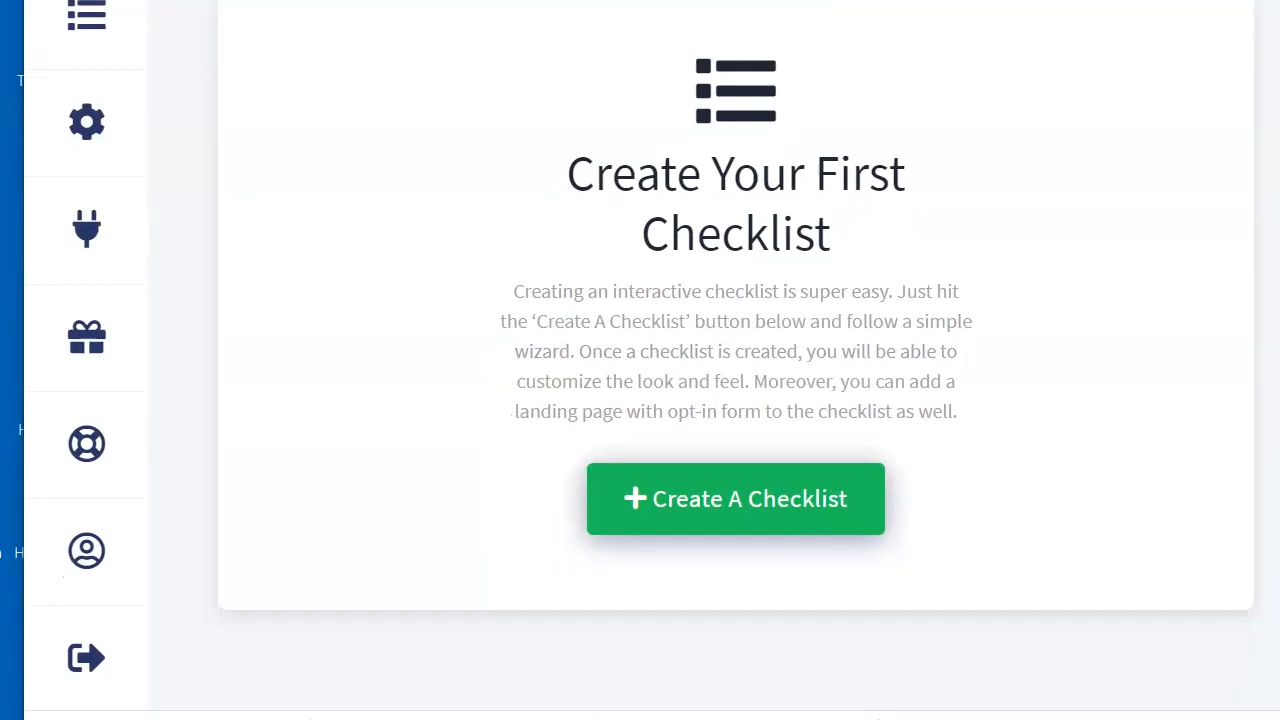 Create Your First
Checklist
Creating an interactive checklist is super easy. Just hit
the ‘Create A Checklist’ button below and follow a simple
wizard. Once a checklist is created, you will be able to
customize the look and feel. Moreover, you can add a
landing page with opt-in form to the checklist as well.
Create A Checklist